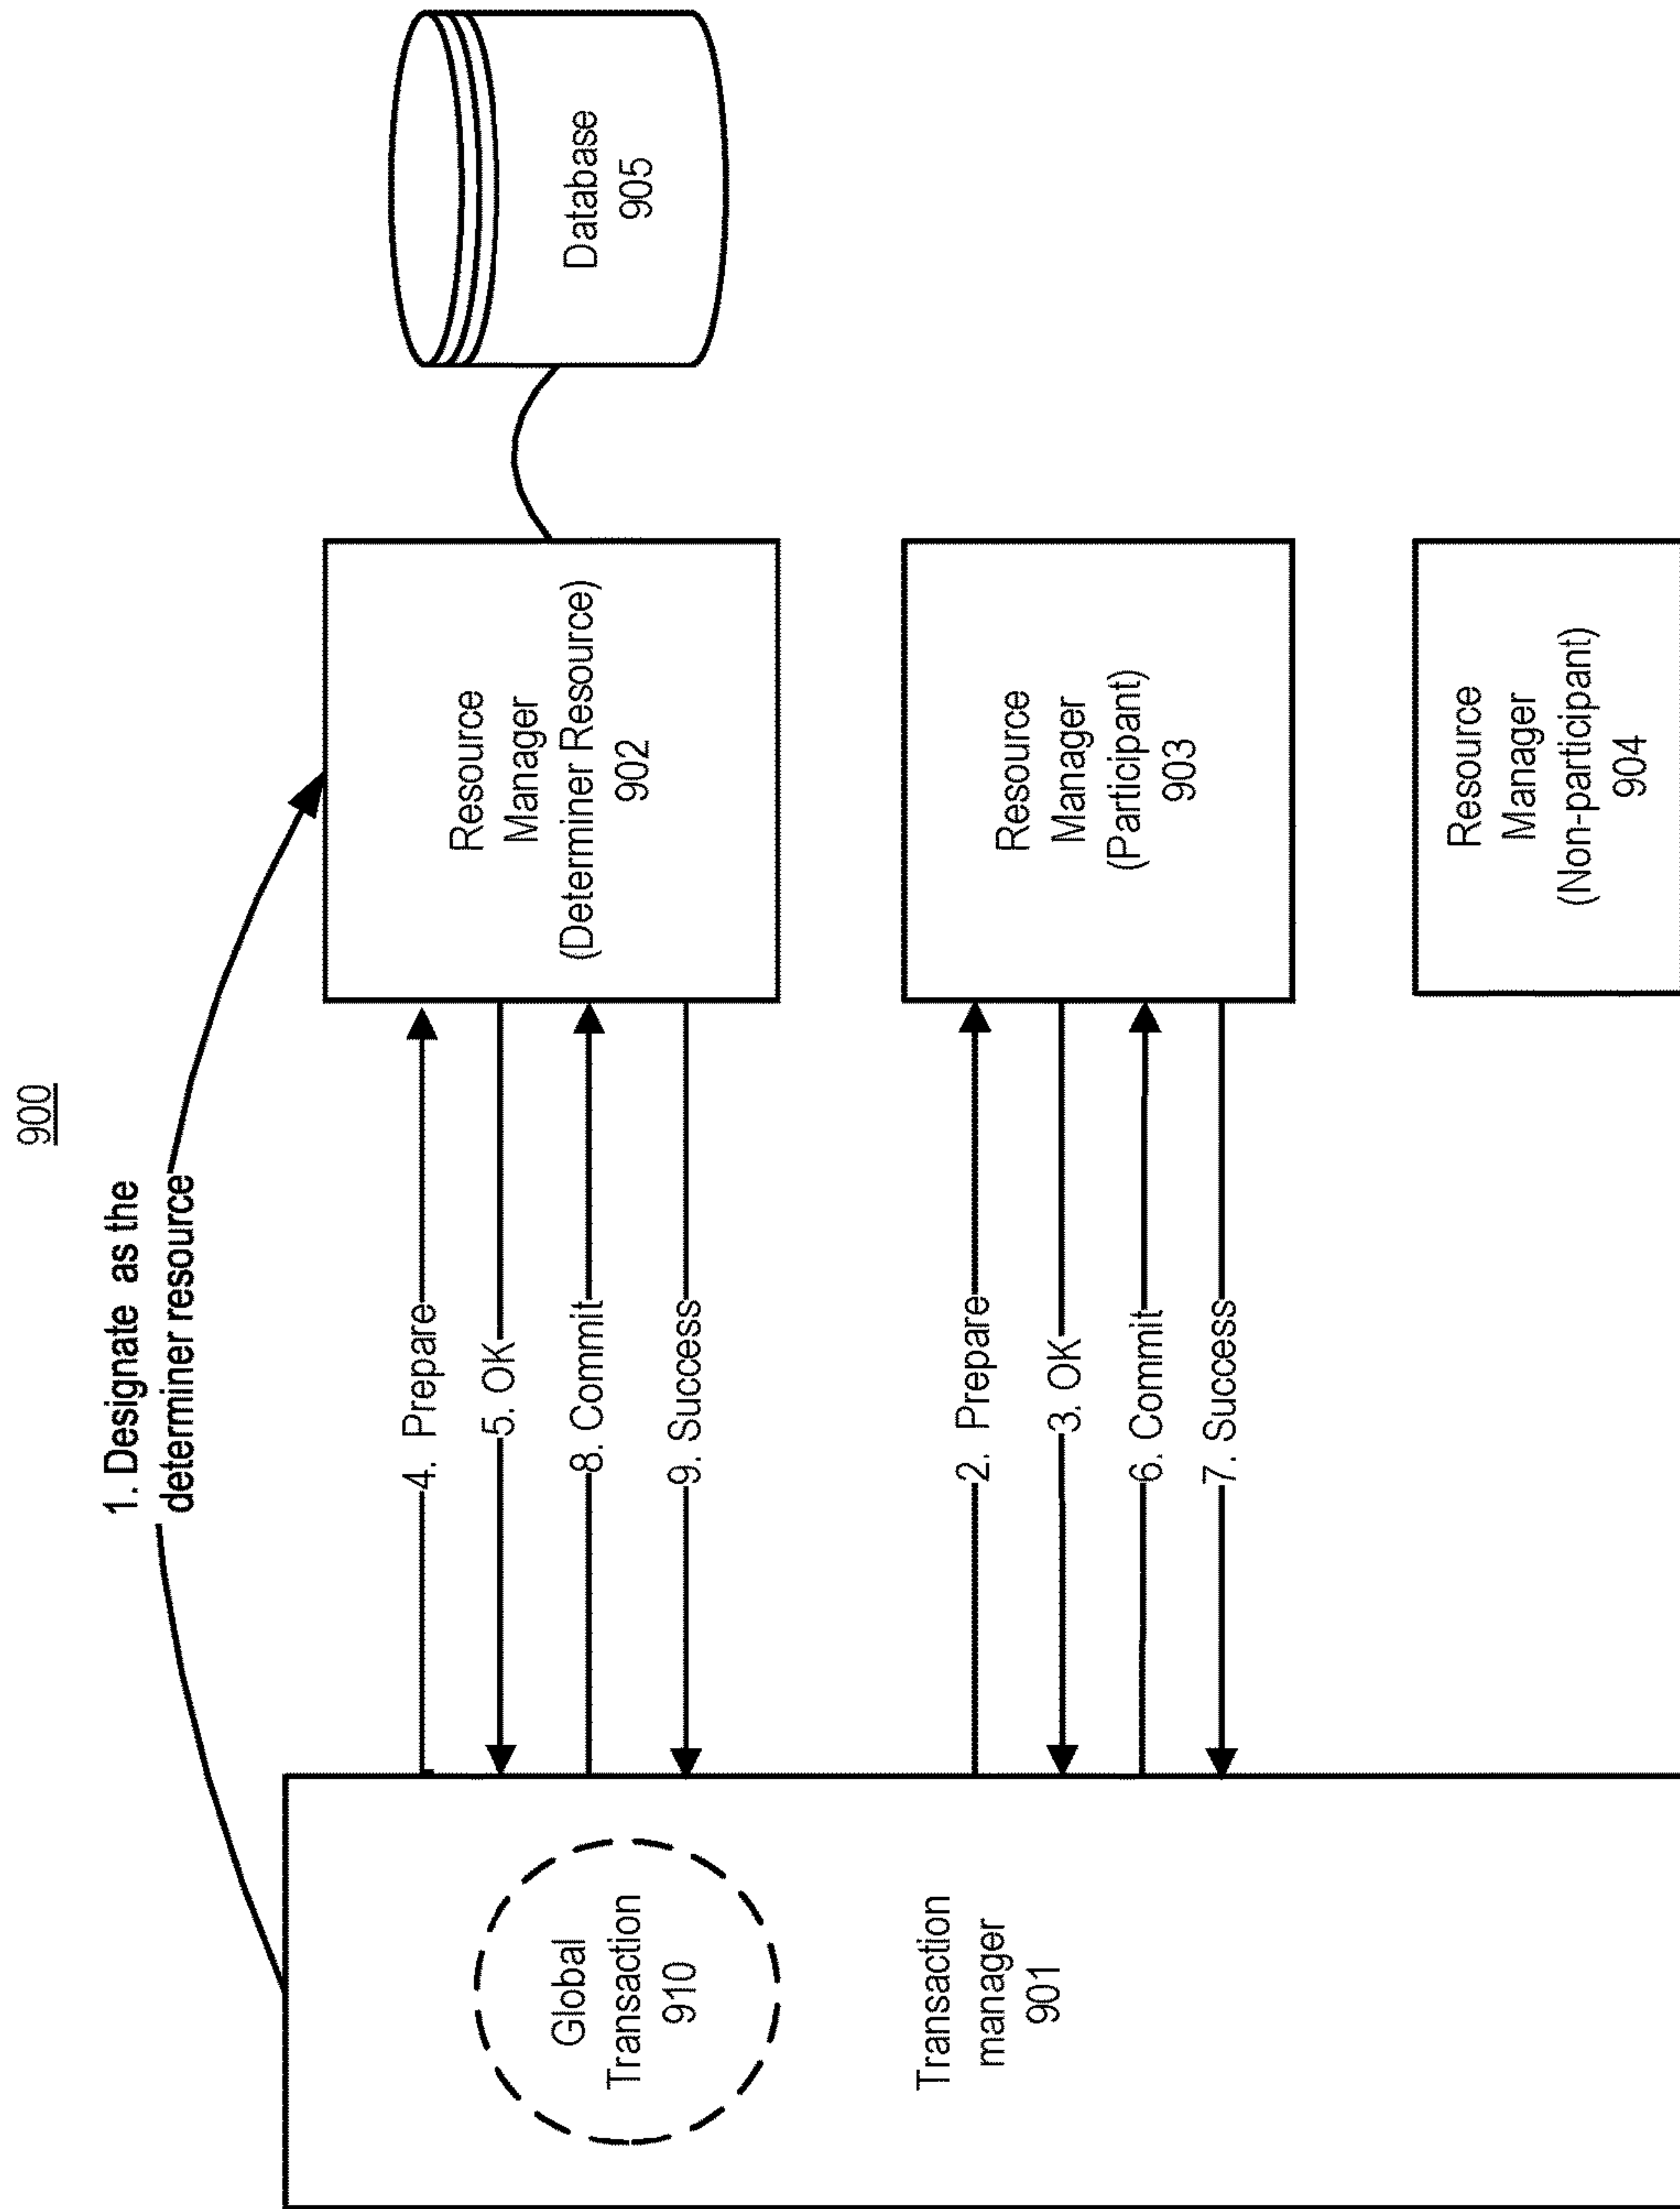 900
1. Designate as the
determiner resource
Global
Transaction
910
Transaction
manager
901
4. Prepare
5. OK
8. Commit
9. Success
2. Prepare
3. OK
6. Commit
7. Success
Resource
Manager
(Determiner Resource)
902
Resource
Manager
(Participant)
903
Resource
Manager
(Non-participant)
904
Database
905